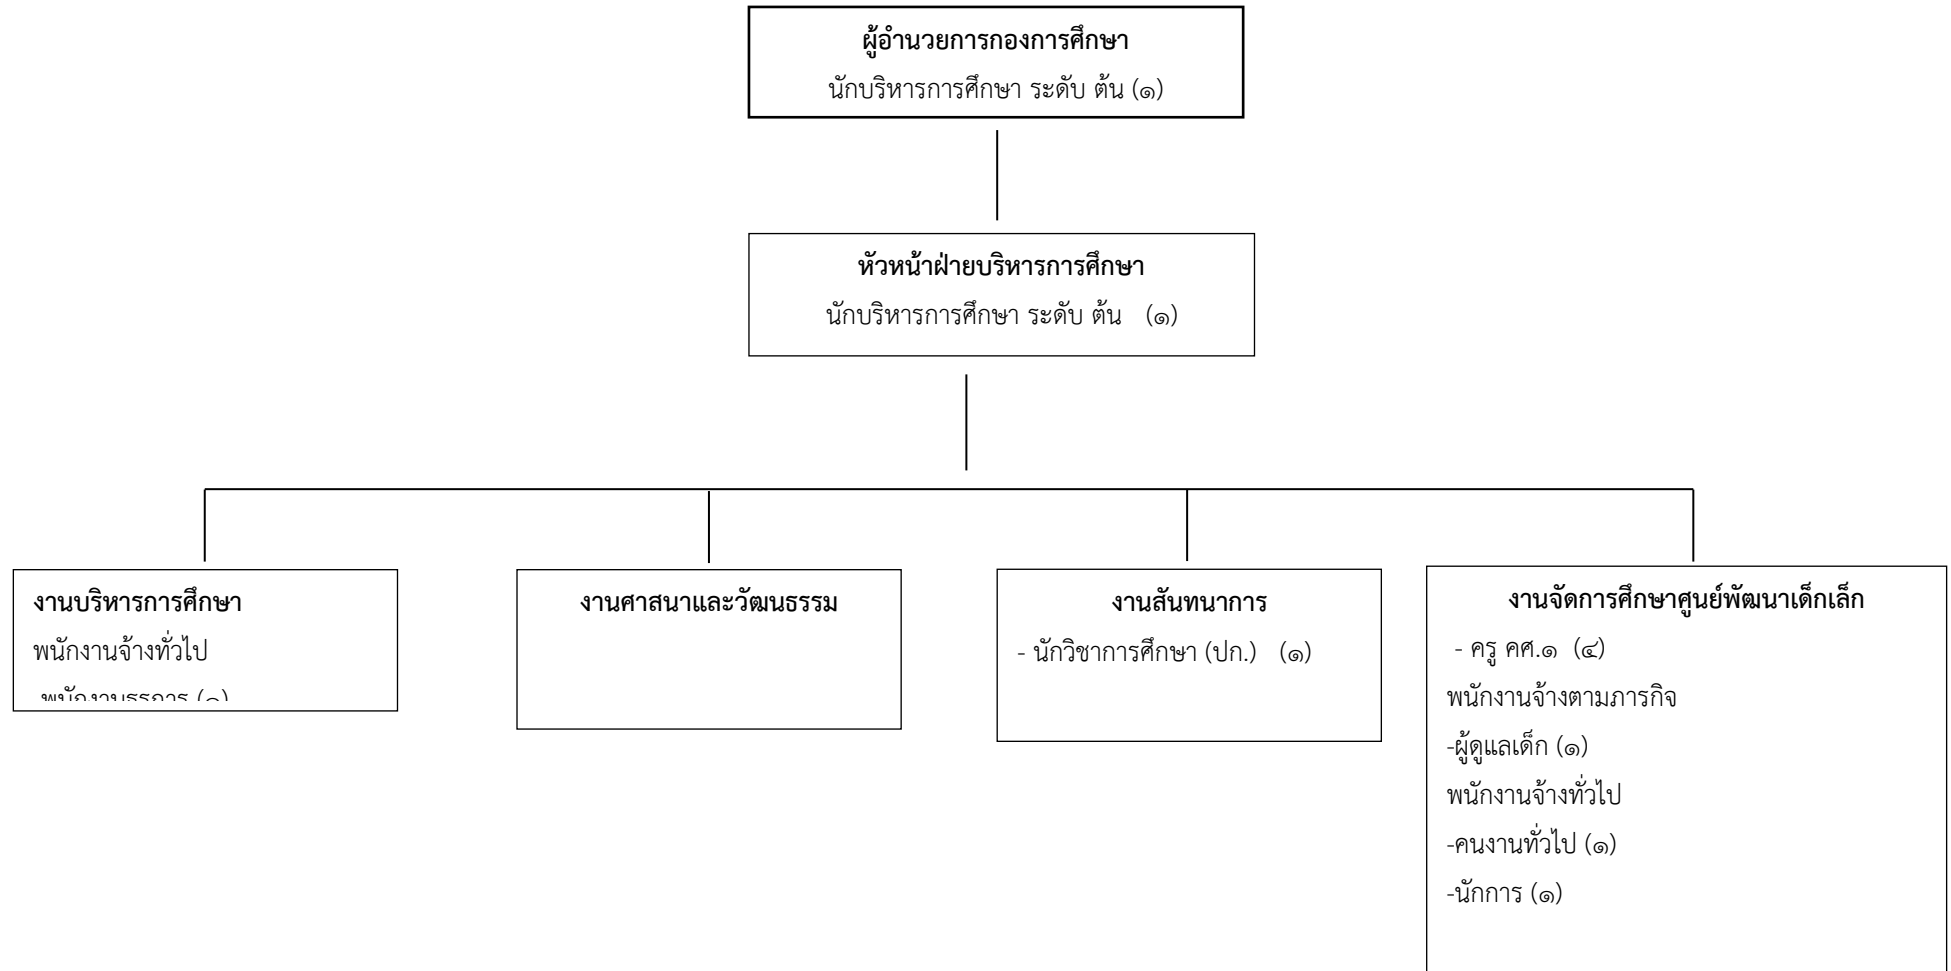 ผู้อำนวยการกองการศึกษา
นักบริหารการศึกษา ระดับ ต้น (๑)
หัวหน้าฝ่ายบริหารการศึกษา
นักบริหารการศึกษา ระดับ ต้น (๑)
งานบริหารการศึกษา
พนักงานจ้างทั่วไป
งานศาสนาและวัฒนธรรม
งานสันทนาการ
- นักวิชาการศึกษา (ปก.) (๑)
งานจัดการศึกษาศูนย์พัฒนาเด็กเล็ก
- ครู คศ.๑ (๔)
พนักงานจ้างตามภารกิจ
-ผู้ดูแลเด็ก (๑)
พนักงานจ้างทั่วไป
-คนงานทั่วไป (๑)
-นักการ (๑)